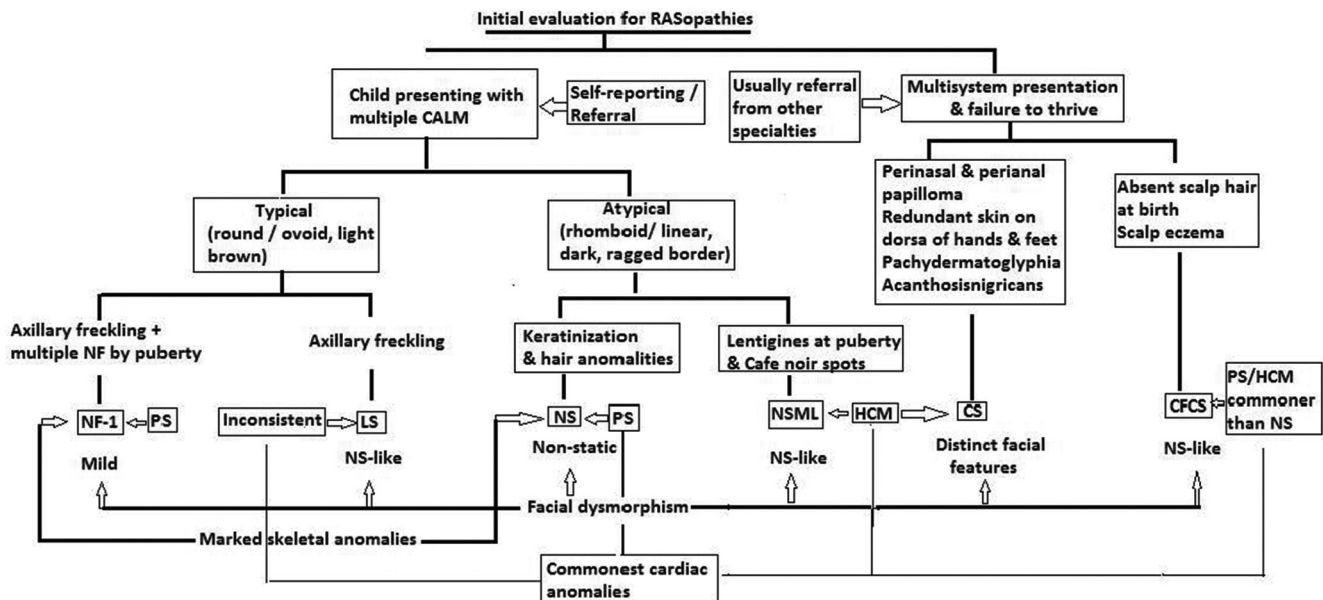 Initial evaluation for RASopathies
Child presenting with
multiple CALM
Self-reporting /
Referral
Usually referral
from other
specialties
Multisystem presentation
& failure to thrive
Typical
(round / ovoid, light
brown)
Atypical
(rhomboid/ linear,
dark, ragged border)
Perinasal & perianal
papilloma
Redundant skin on
dorsa of hands & feet
Pachydermatoglyphia
Acanthosisnigricans
Absent scalp hair
at birth
Scalp eczema
Axillary freckling +
multiple NF by puberty
Axillary freckling
Keratinization
& hair anomalities
Lentigines at puberty
& Cafe noir spots
NF-1
PS
Inconsistent
LS
NS
PS
NSML
HCM
CS
CFCS
PS/HCM
commoner
than NS
Mild
NS-like
Non-static
NS-like
Distinct facial
features
NS-like
Facial dysmorphism
Marked skeletal anomalies
Commonest cardiac
anomalies